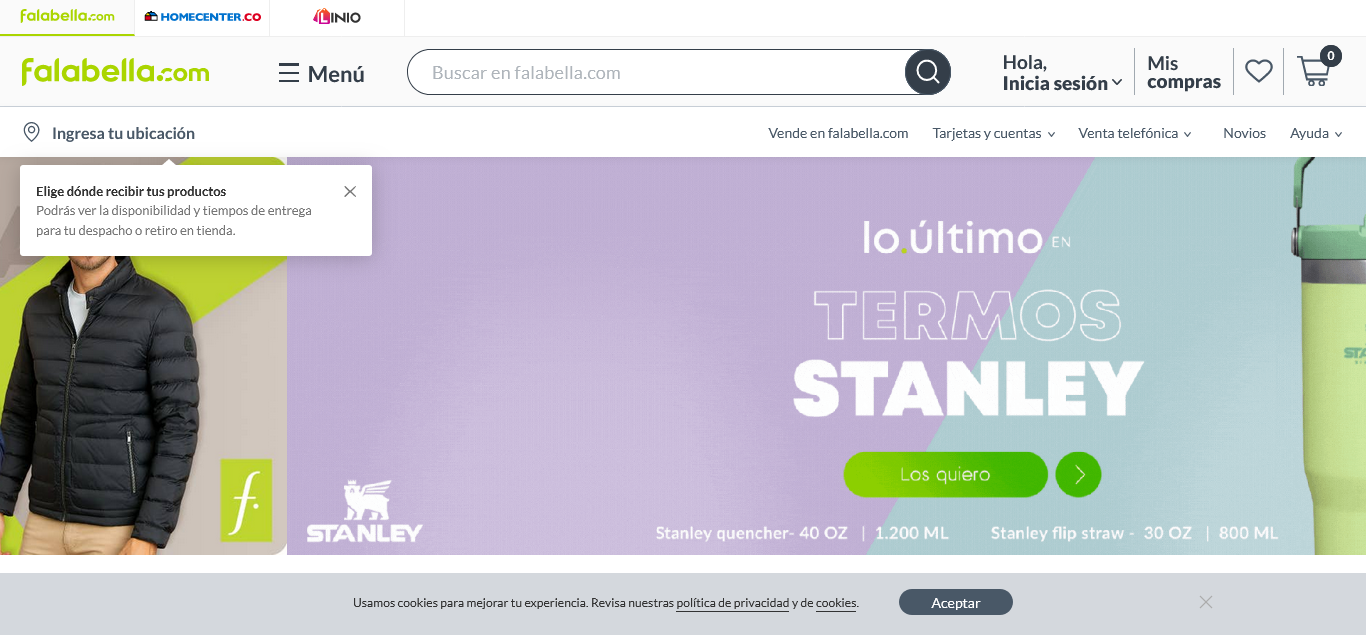 falabella.com
HOMECENTER.CO
LINIO
falabella.com
Menú
Buscar en falabella.com
Hola,
Inicia sesión
Mis
compras
0
Ingresa tu ubicación
Vende en falabella.com
Tarjetas y cuentas
Venta telefónica
Novios
Ayuda
Elige dónde recibir tus productos
Podrás ver la disponibilidad y tiempos de entrega
para tu despacho o retiro en tienda.
lo.último EN
TERMOS
STANLEY
Los quiero
f.
STANLEY
Stanley quencher- 40 OZ | 1.200 ML
Stanley flip straw - 30 OZ | 800 ML
Usamos cookies para mejorar tu experiencia. Revisa nuestras política de privacidad y de cookies.
Aceptar